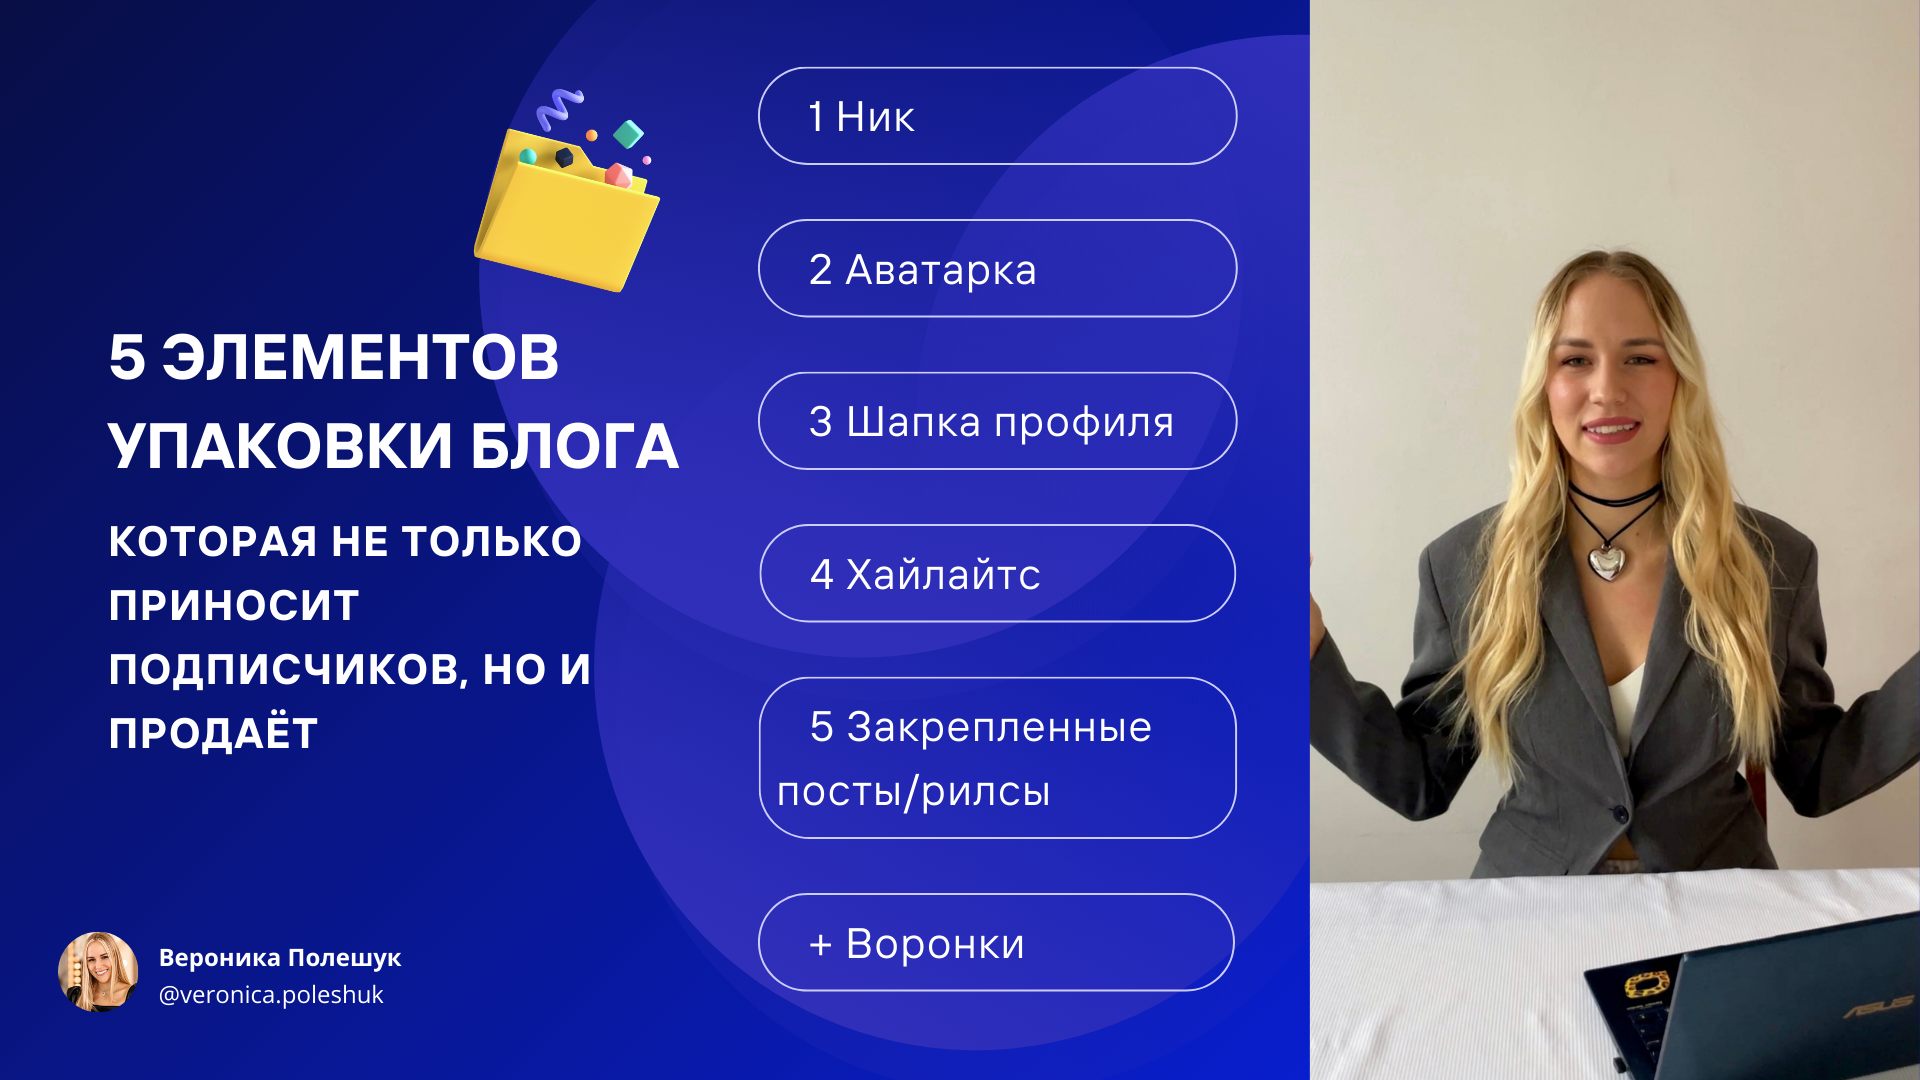 5 ЭЛЕМЕНТОВ
УПАКОВКИ БЛОГА
КОТОРАЯ НЕ ТОЛЬКО
ПРИНОСИТ
ПОДПИСЧИКОВ, НО И
ПРОДАЁТ
Вероника Полешук
@veronica.poleshuk
1 Ник
2 Аватарка
3 Шапка профиля
4 Хайлайтс
5 Закрепленные
посты/рилсы
+ Воронки
ASUS